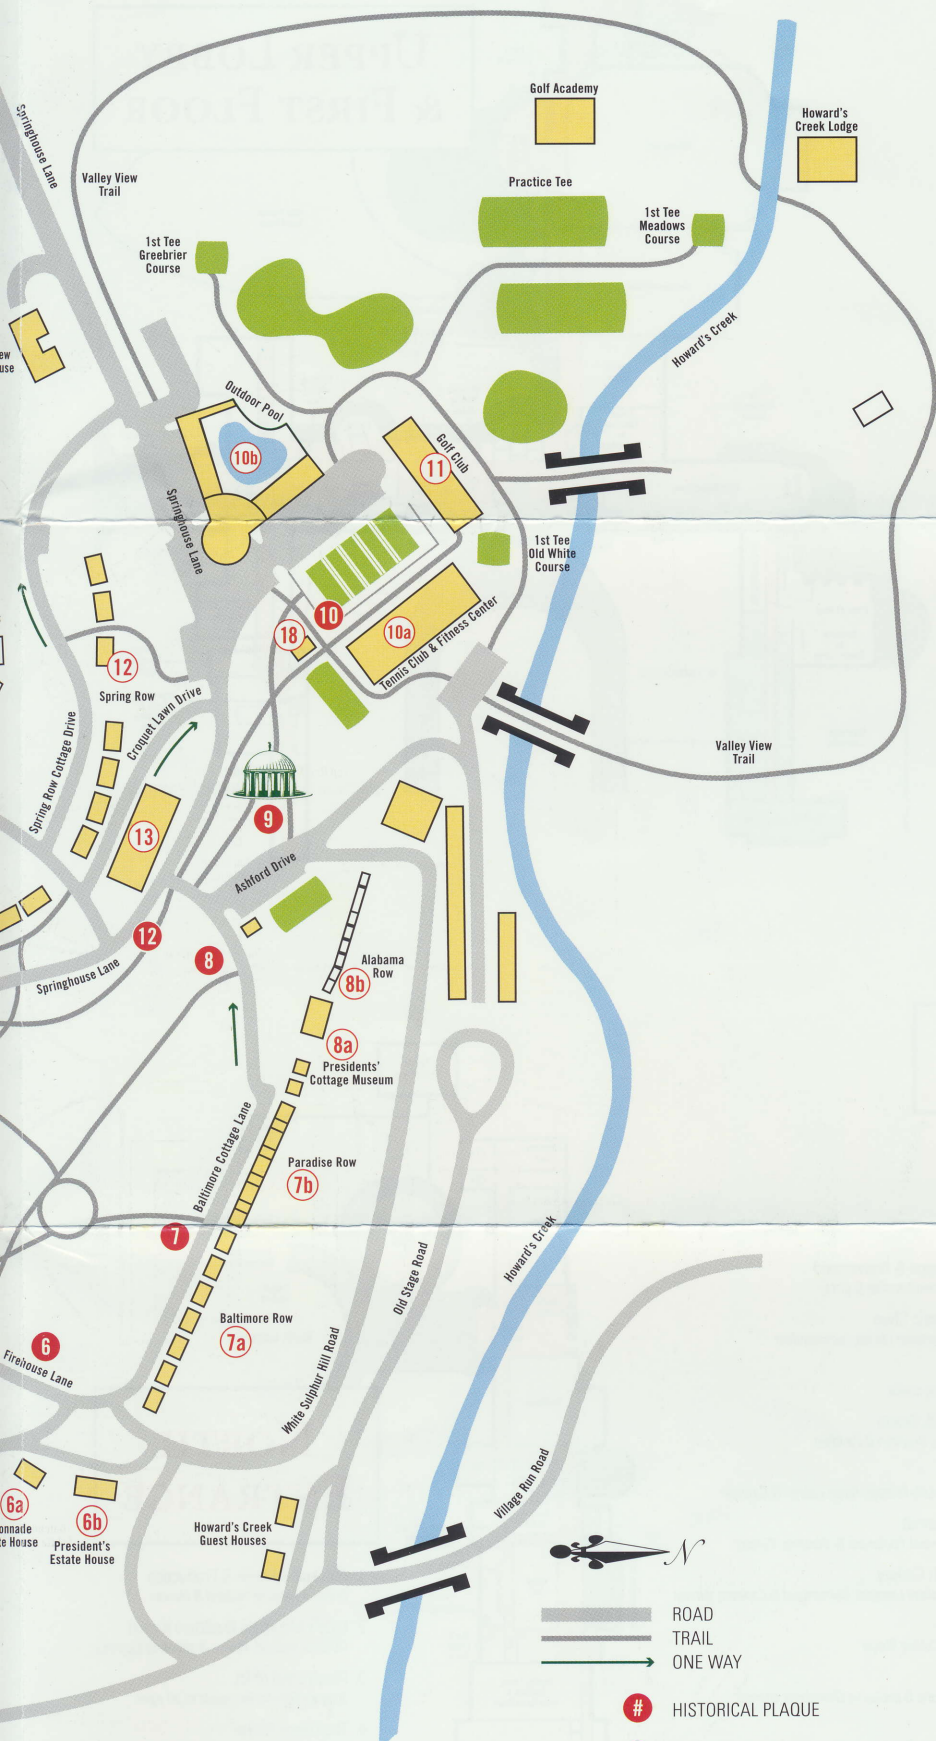 Golf Academy
Howard's
Creek Lodge
Springhouse Lane
Valley View
Trail
Practice Tee
1st Tee
Meadows
Course
1st Tee
Greebrier
Course
Howard's Creek
Outdoor Pool
10b
Golf Club
11
Springhouse Lane
1st Tee
Old White
Course
10
18
10a
Tennis Club & Fitness Center
12
Spring Row
Croquet Lawn Drive
Spring Row Cottage Drive
Valley View
Trail
9
13
Ashford Drive
12
8
Springhouse Lane
Alabama
Row
8b
8a
Presidents'
Cottage Museum
Baltimore Cottage Lane
Paradise Row
7b
7
Howard's Creek
Old Stage Road
Baltimore Row
7a
6
Firehouse Lane
White Sulphur Hill Road
Village Run Road
6a
6b
President's
Estate House
Howard's Creek
Guest Houses
N
ROAD
TRAIL
ONE WAY
# HISTORICAL PLAQUE